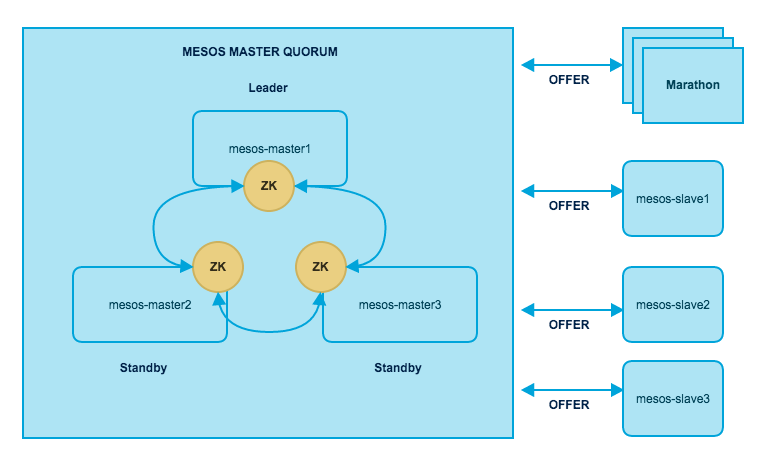 MESOS MASTER QUORUM
Leader
mesos-master1
ZK
ZK
ZK
mesos-master2
mesos-master3
Standby
Standby
OFFER
Marathon
OFFER
mesos-slave1
OFFER
mesos-slave2
OFFER
mesos-slave3